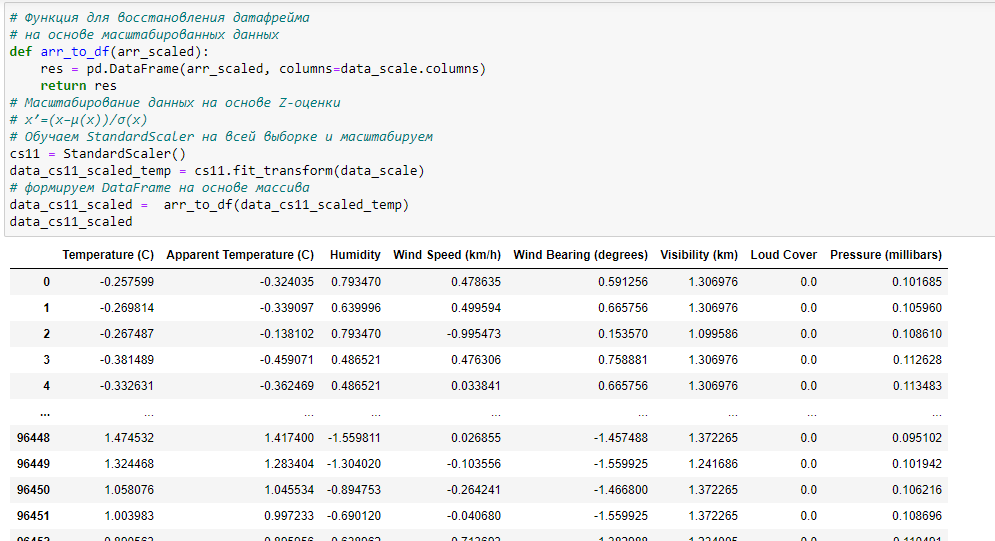 # Функция для восстановления датафрейма
# на основе масштабированных данных
def arr_to_df(arr_scaled):
    res = pd.DataFrame(arr_scaled, columns=data_scale.columns)
    return res
# Масштабирование данных на основе Z-оценки
# x’=(x−μ(x))/σ(x)
# Обучаем StandardScaler на всей выборке и масштабируем
cs11 = StandardScaler()
data_cs11_scaled_temp = cs11.fit_transform(data_scale)
# формируем DataFrame на основе массива
data_cs11_scaled =  arr_to_df(data_cs11_scaled_temp)
data_cs11_scaled
Temperature (C) Apparent Temperature (C) Humidity Wind Speed (km/h) Wind Bearing (degrees) Visibility (km) Loud Cover Pressure (millibars)
0 -0.257599 -0.324035 0.793470 0.478635 0.591256 1.306976 0.0 0.101685
1 -0.269814 -0.339097 0.639996 0.499594 0.665756 1.306976 0.0 0.105960
2 -0.267487 -0.138102 0.793470 -0.995473 0.153570 1.099586 0.0 0.108610
3 -0.381489 -0.459071 0.486521 0.476306 0.758881 1.306976 0.0 0.112628
4 -0.332631 -0.362469 0.486521 0.033841 0.665756 1.306976 0.0 0.113483
... ... ... ... ... ... ... ... ...
96448 1.474532 1.417400 -1.559811 0.026855 -1.457488 1.372265 0.0 0.095102
96449 1.324468 1.283404 -1.304020 -0.103556 -1.559925 1.241686 0.0 0.101942
96450 1.058076 1.045534 -0.894753 -0.264241 -1.466800 1.372265 0.0 0.106216
96451 1.003983 0.997233 -0.690120 -0.040680 -1.559925 1.372265 0.0 0.108696